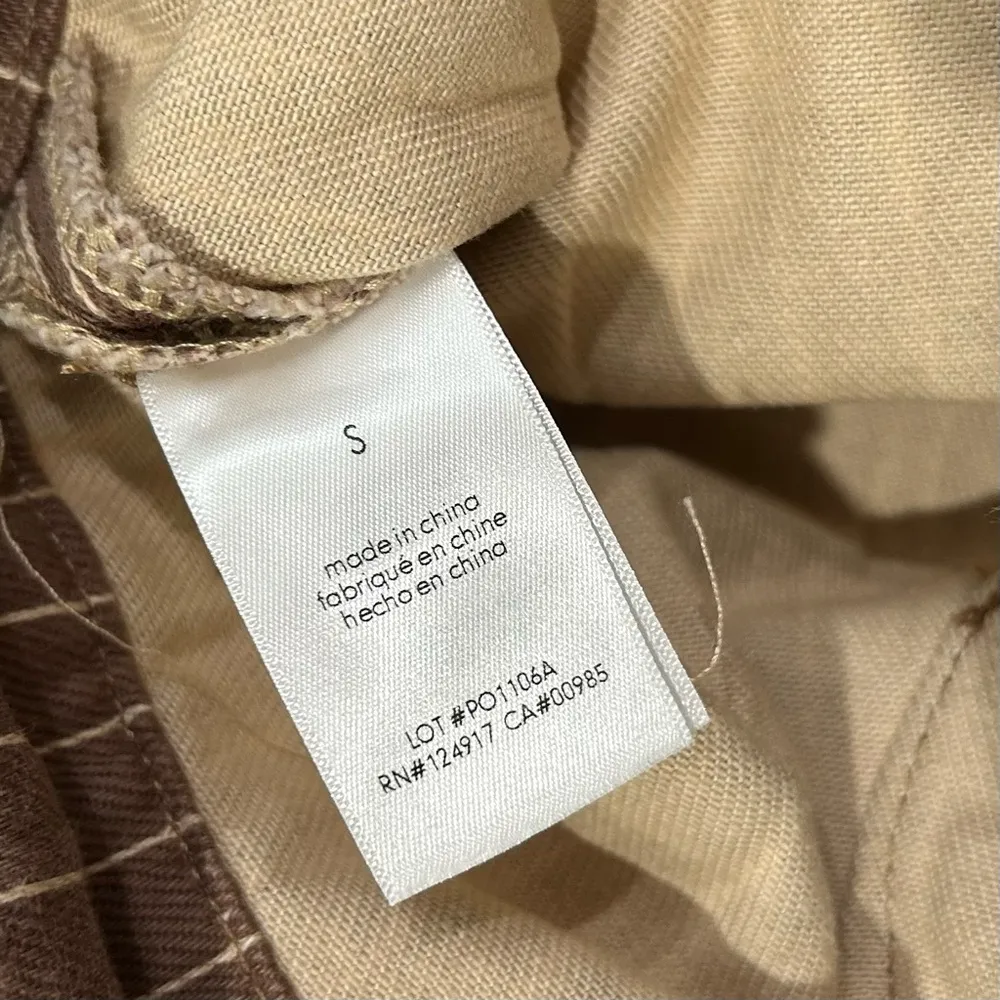 S
made in china
fabriqué en chine
hecho en china
LOT #PO1106A
RN#124917 CA#00985